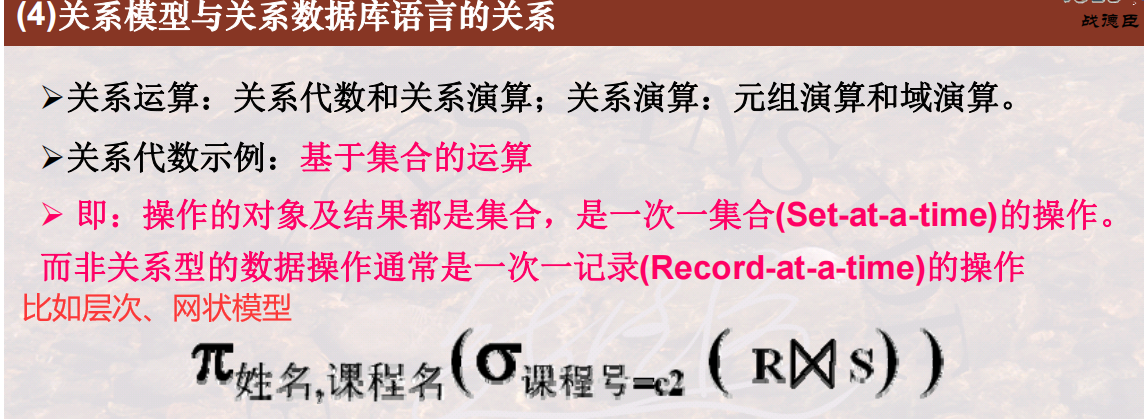 (4)关系模型与关系数据库语言的关系
战德臣
➢关系运算：关系代数和关系演算；关系演算：元组演算和域演算。
➢关系代数示例：基于集合的运算
➢ 即：操作的对象及结果都是集合，是一次一集合(Set-at-a-time)的操作。
而非关系型的数据操作通常是一次一记录(Record-at-a-time)的操作
比如层次、网状模型
π姓名,课程名(σ课程号=c2 ( R⋈S) )